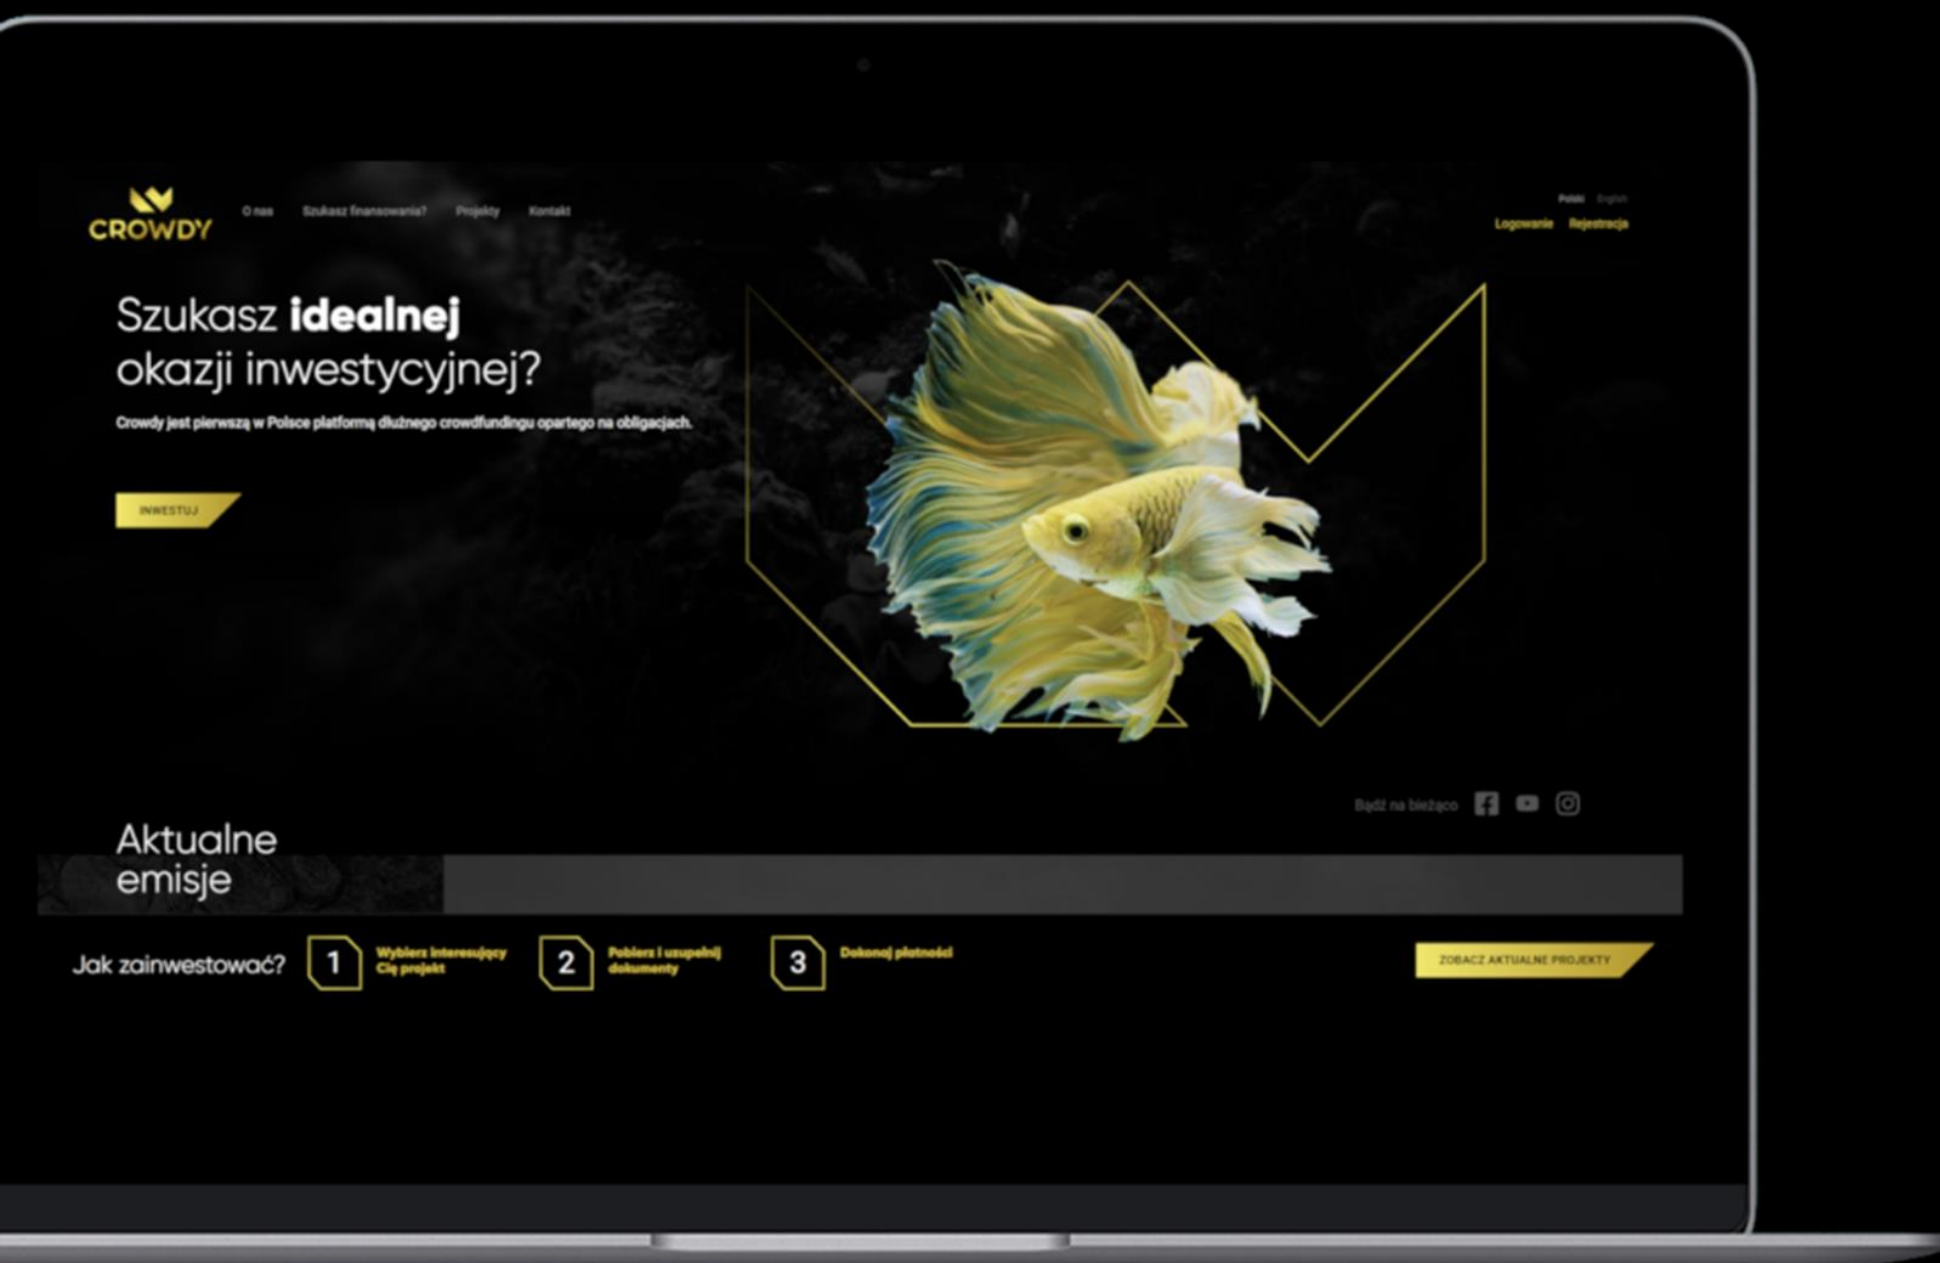 CROWDY
O nas Szukasz finansowania? Projekty Kontakt
Polski English
Logowanie Rejestracja
Szukasz idealnej
okazji inwestycyjnej?
Crowdy jest pierwszą w Polsce platformą dłużnego crowdfundingu opartego na obligacjach.
INWESTUJ
Bądź na bieżąco
Aktualne
emisje
Jak zainwestować?
1 Wybierz interesujący
Cię projekt
2 Pobierz i uzupełnij
dokumenty
3 Dokonaj płatności
ZOBACZ AKTUALNE PROJEKTY